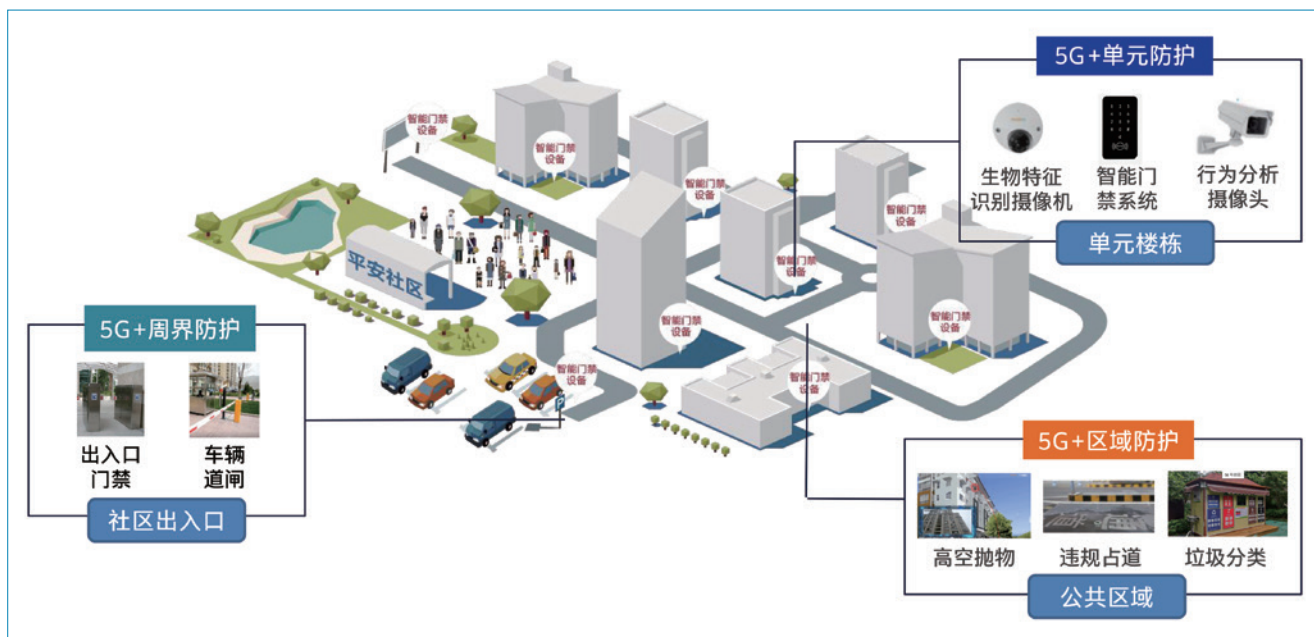 5G+单元防护
生物特征
识别摄像机
智能门
禁系统
行为分析
摄像头
单元楼栋
智能门禁
设备
智能门禁
设备
智能门禁
设备
智能门禁
设备
智能门禁
设备
智能门禁
设备
智能门禁
设备
智能门禁
设备
智能门禁
设备
平安社区
P
5G+周界防护
出入口
门禁
车辆
道闸
社区出入口
5G+区域防护
高空抛物
违规占道
垃圾分类
公共区域